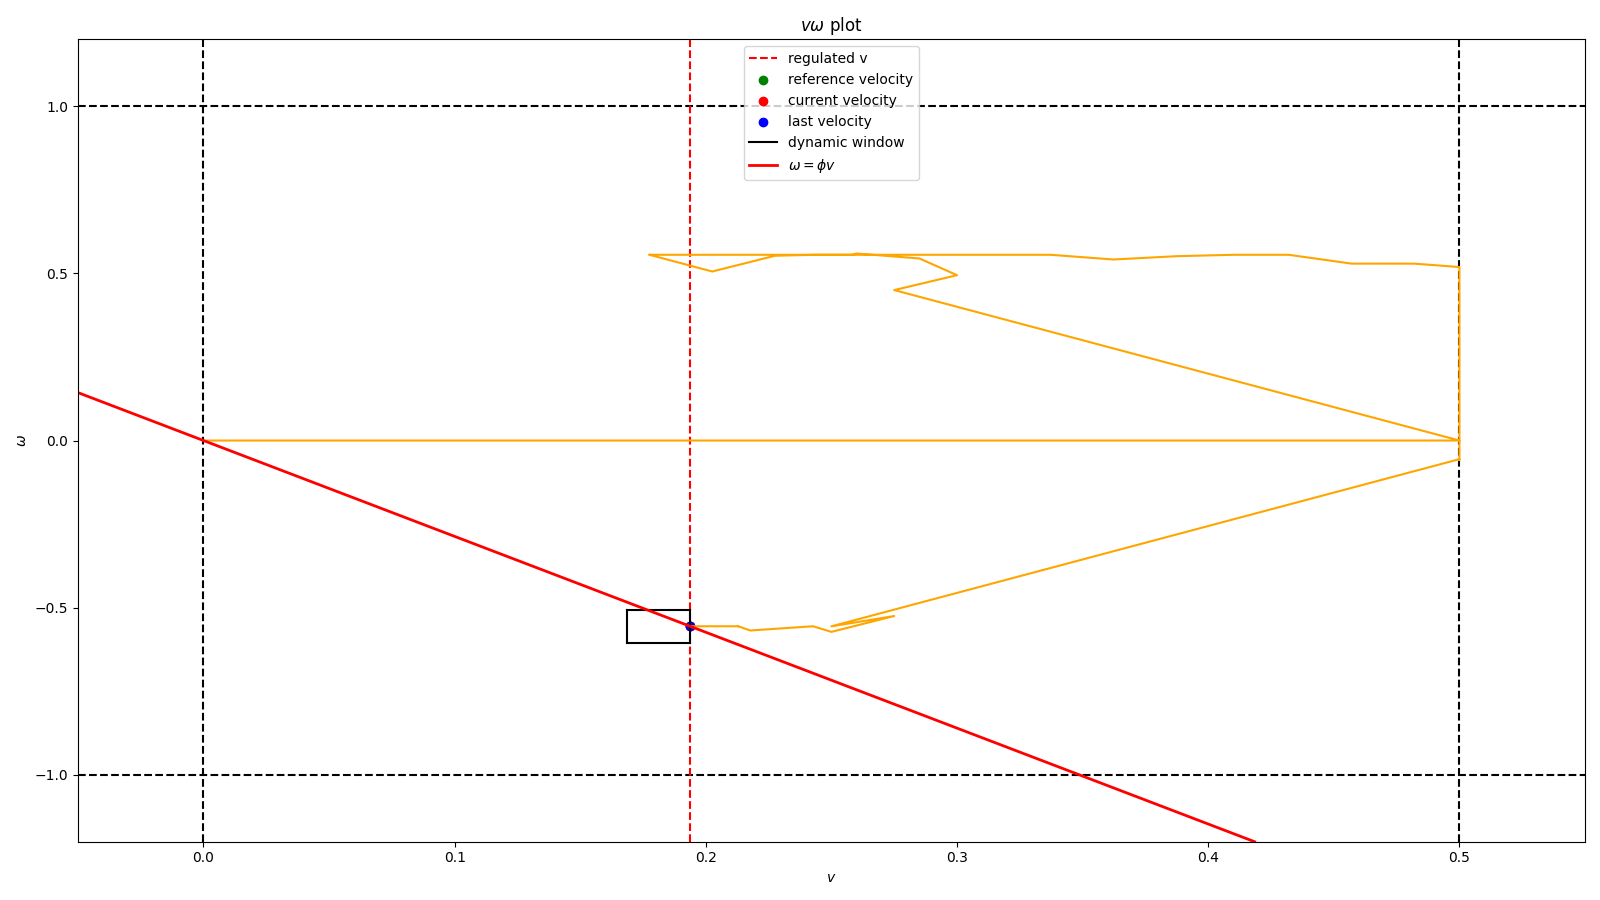 vω plot
regulated v
reference velocity
current velocity
last velocity
dynamic window
ω = ϕv
1.0
0.5
0.0
−0.5
−1.0
ω
0.0 0.1 0.2 0.3 0.4 0.5
v